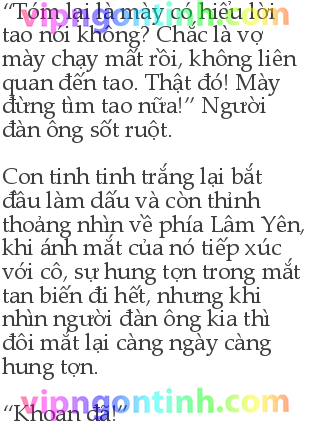 “Tóm lại là mày có hiểu lời
tao nói không? Chắc là vợ
mày chạy mất rồi, không liên
quan đến tao. Thật đó! Mày
đừng tìm tao nữa!” Người
đàn ông sốt ruột.
Con tinh tinh trắng lại bắt
đầu làm dấu và còn thỉnh
thoảng nhìn về phía Lâm Yên,
khi ánh mắt của nó tiếp xúc
với cô, sự hung tợn trong mắt
tan biến đi hết, nhưng khi
nhìn người đàn ông kia thì
đôi mắt lại càng ngày càng
hung tợn.
vipngontinh.com
“Khoan đã!”